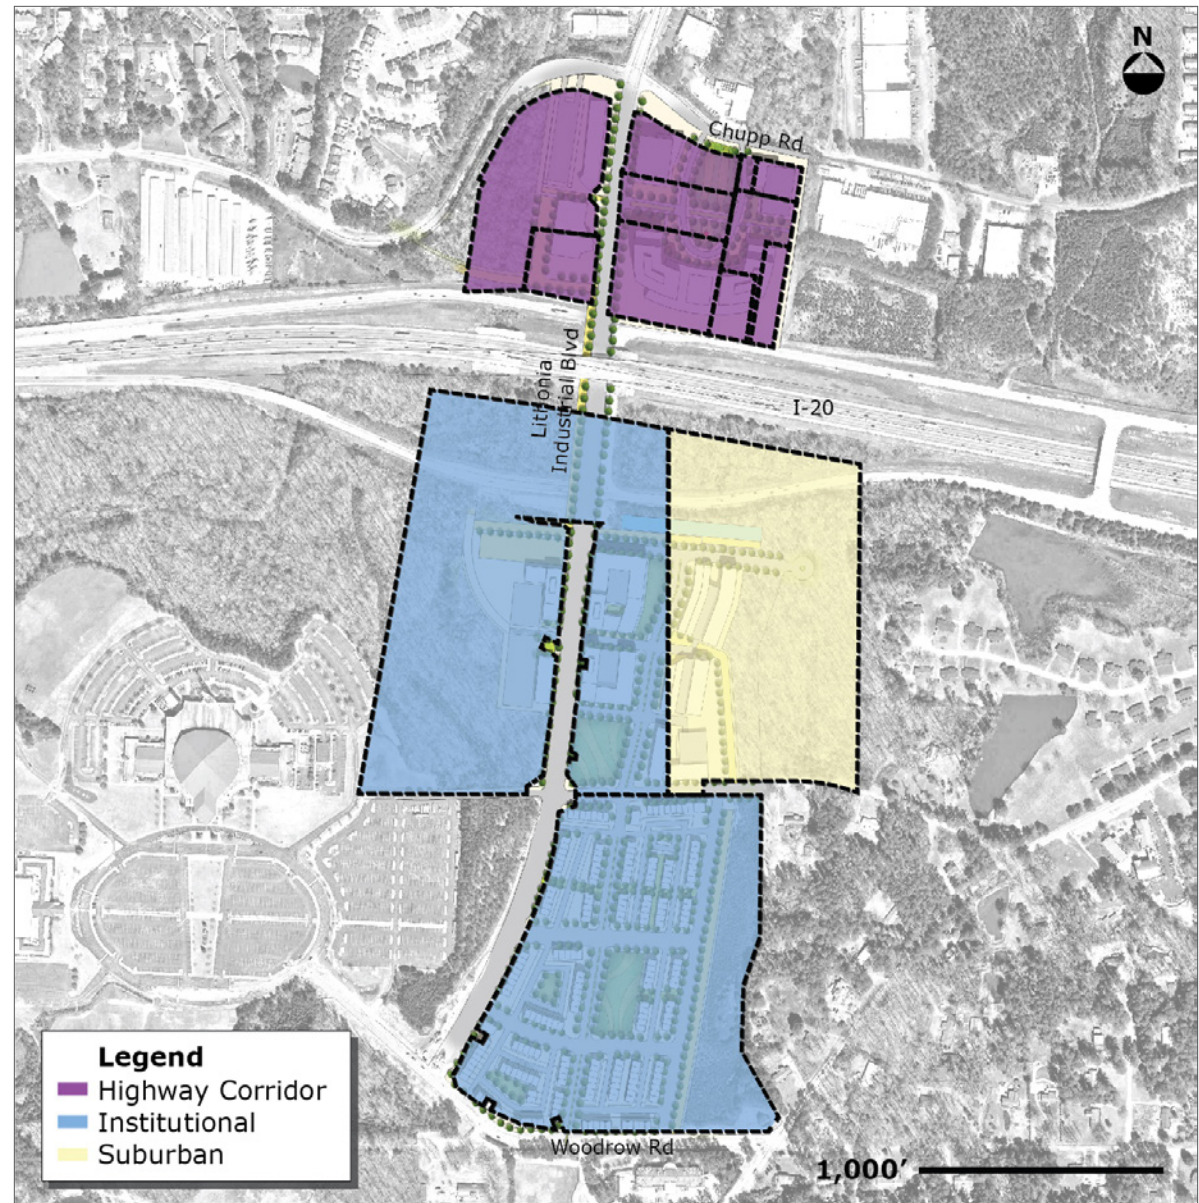 N
Chupp Rd
Lithonia
Industrial Blvd
I-20
Legend
Highway Corridor
Institutional
Suburban
Woodrow Rd
1,000’